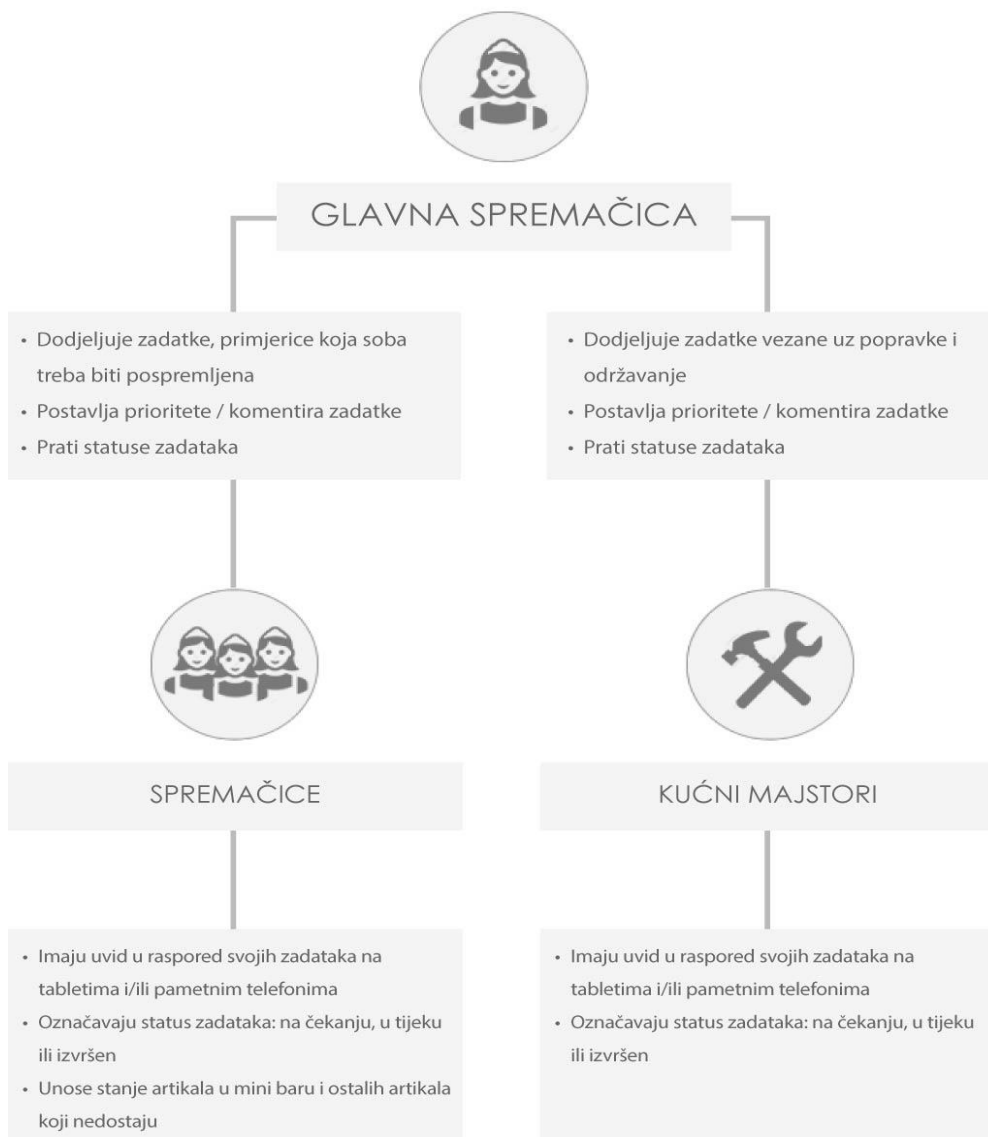 GLAVNA SPREMAČICA
• Dodjeljuje zadatke, primjerice koja soba
treba biti pospremljena
• Postavlja prioritete / komentira zadatke
• Prati statuse zadataka
• Dodjeljuje zadatke vezane uz popravke i
održavanje
• Postavlja prioritete / komentira zadatke
• Prati statuse zadataka
SPREMAČICE
KUĆNI MAJSTORI
• Imaju uvid u raspored svojih zadataka na
tabletima i/ili pametnim telefonima
• Označavaju status zadataka: na čekanju, u tijeku
ili izvršen
• Unose stanje artikala u mini baru i ostalih artikala
koji nedostaju
• Imaju uvid u raspored svojih zadataka na
tabletima i/ili pametnim telefonima
• Označavaju status zadataka: na čekanju, u tijeku
ili izvršen